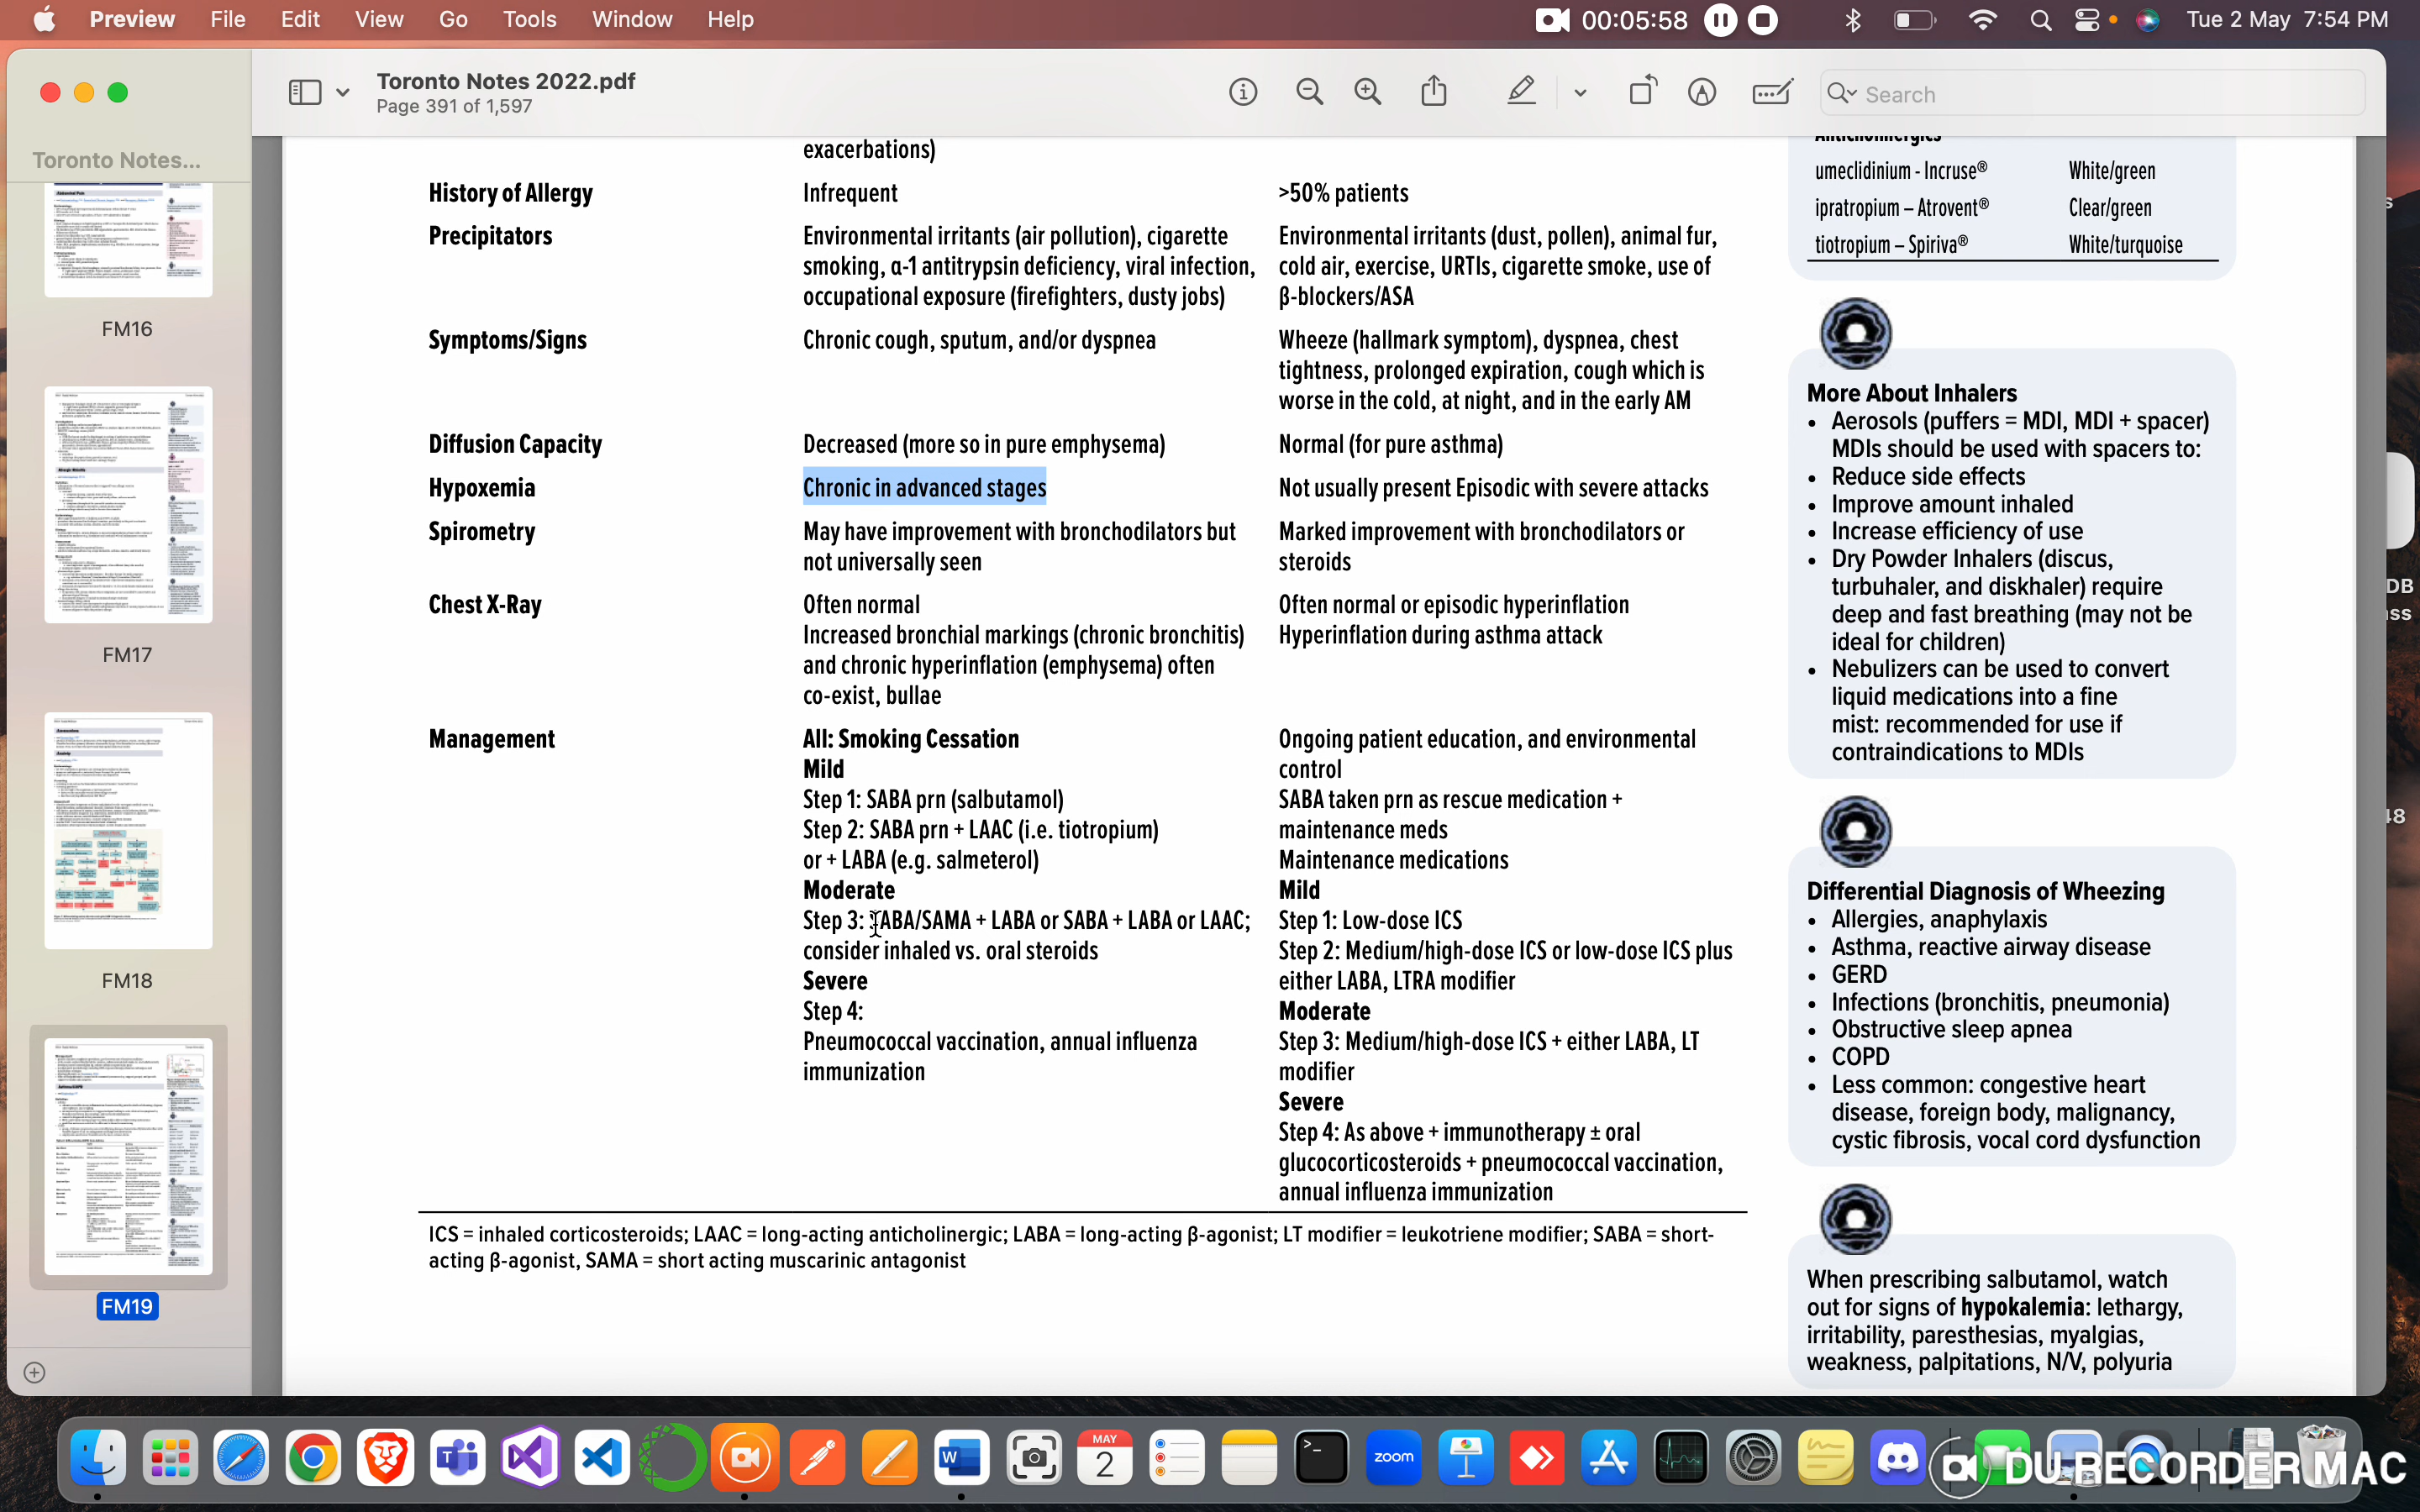 Preview File Edit View Go Tools Window Help 00:05:58 Tue 2 May 7:54 PM
Toronto Notes 2022.pdf
Page 391 of 1,597
Search
Toronto Notes...
FM16
FM17
FM18
FM19
exacerbations)
History of Allergy Infrequent >50% patients
Precipitators Environmental irritants (air pollution), cigarette Environmental irritants (dust, pollen), animal fur,
smoking, α-1 antitrypsin deficiency, viral infection, cold air, exercise, URTIs, cigarette smoke, use of
occupational exposure (firefighters, dusty jobs) β-blockers/ASA
Symptoms/Signs Chronic cough, sputum, and/or dyspnea Wheeze (hallmark symptom), dyspnea, chest
tightness, prolonged expiration, cough which is
worse in the cold, at night, and in the early AM
Diffusion Capacity Decreased (more so in pure emphysema) Normal (for pure asthma)
Hypoxemia Chronic in advanced stages Not usually present Episodic with severe attacks
Spirometry May have improvement with bronchodilators but Marked improvement with bronchodilators or
not universally seen steroids
Chest X-Ray Often normal Often normal or episodic hyperinflation
Increased bronchial markings (chronic bronchitis) Hyperinflation during asthma attack
and chronic hyperinflation (emphysema) often
co-exist, bullae
Management All: Smoking Cessation Ongoing patient education, and environmental
Mild control
Step 1: SABA prn (salbutamol) SABA taken prn as rescue medication +
Step 2: SABA prn + LAAC (i.e. tiotropium) maintenance meds
or + LABA (e.g. salmeterol) Maintenance medications
Moderate Mild
Step 3: SABA/SAMA + LABA or SABA + LABA or LAAC; Step 1: Low-dose ICS
consider inhaled vs. oral steroids Step 2: Medium/high-dose ICS or low-dose ICS plus
Severe either LABA, LTRA modifier
Step 4: Moderate
Pneumococcal vaccination, annual influenza Step 3: Medium/high-dose ICS + either LABA, LT
immunization modifier
Severe
Step 4: As above + immunotherapy ± oral
glucocorticosteroids + pneumococcal vaccination,
annual influenza immunization
ICS = inhaled corticosteroids; LAAC = long-acting anticholinergic; LABA = long-acting β-agonist; LT modifier = leukotriene modifier; SABA = short-
acting β-agonist, SAMA = short acting muscarinic antagonist
Anticholinergics
umeclidinium - Incruse® White/green
ipratropium – Atrovent® Clear/green
tiotropium – Spiriva® White/turquoise
More About Inhalers
• Aerosols (puffers = MDI, MDI + spacer)
MDIs should be used with spacers to:
• Reduce side effects
• Improve amount inhaled
• Increase efficiency of use
• Dry Powder Inhalers (discus,
turbuhaler, and diskhaler) require
deep and fast breathing (may not be
ideal for children)
• Nebulizers can be used to convert
liquid medications into a fine
mist: recommended for use if
contraindications to MDIs
Differential Diagnosis of Wheezing
• Allergies, anaphylaxis
• Asthma, reactive airway disease
• GERD
• Infections (bronchitis, pneumonia)
• Obstructive sleep apnea
• COPD
• Less common: congestive heart
disease, foreign body, malignancy,
cystic fibrosis, vocal cord dysfunction
When prescribing salbutamol, watch
out for signs of hypokalemia: lethargy,
irritability, paresthesias, myalgias,
weakness, palpitations, N/V, polyuria
MAY
2
zoom
DU RECORDER MAC